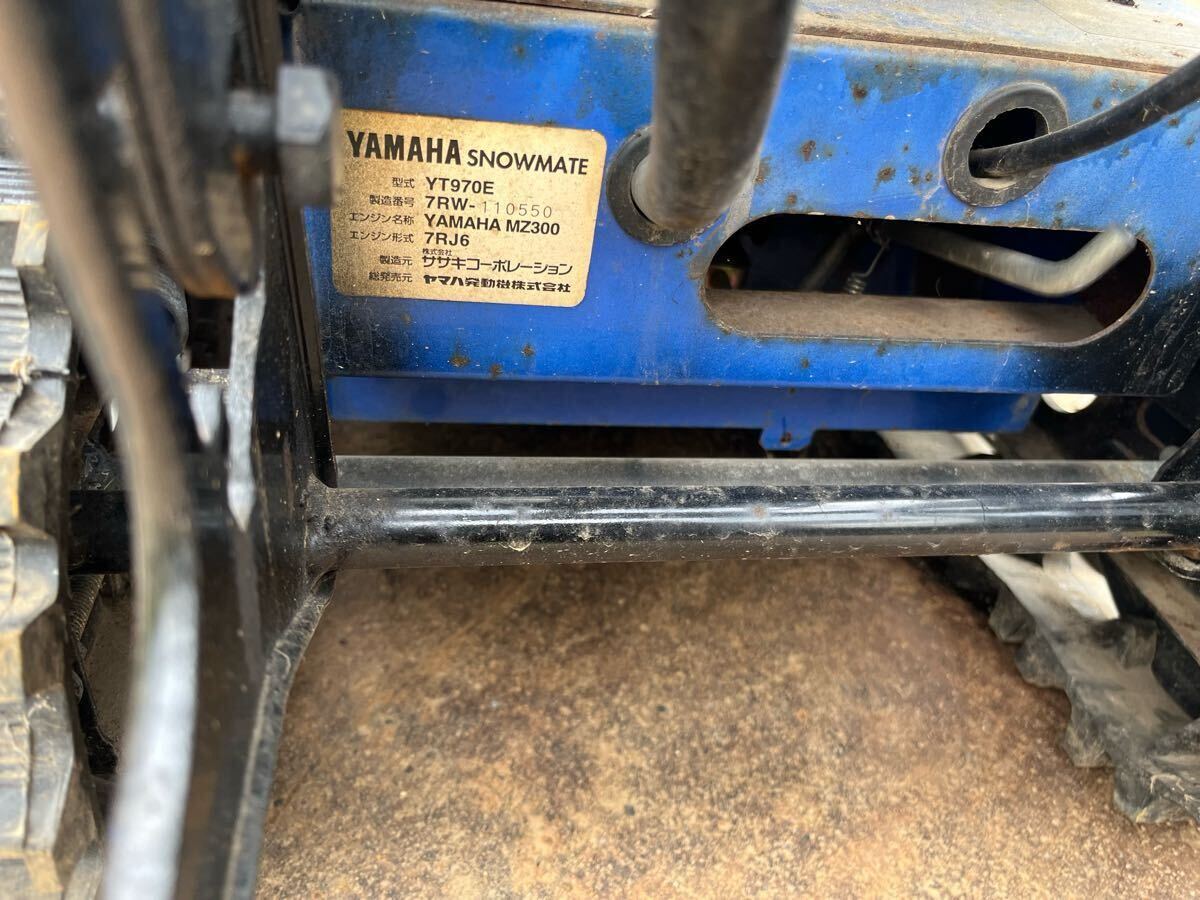 YAMAHA SNOWMATE
型式 YT970E
製造番号 7RW-110550
エンジン名称 YAMAHA MZ300
エンジン形式 7RJ6
製造元 株式会社 ササキコーポレーション
総発売元 ヤマハ発動機株式会社